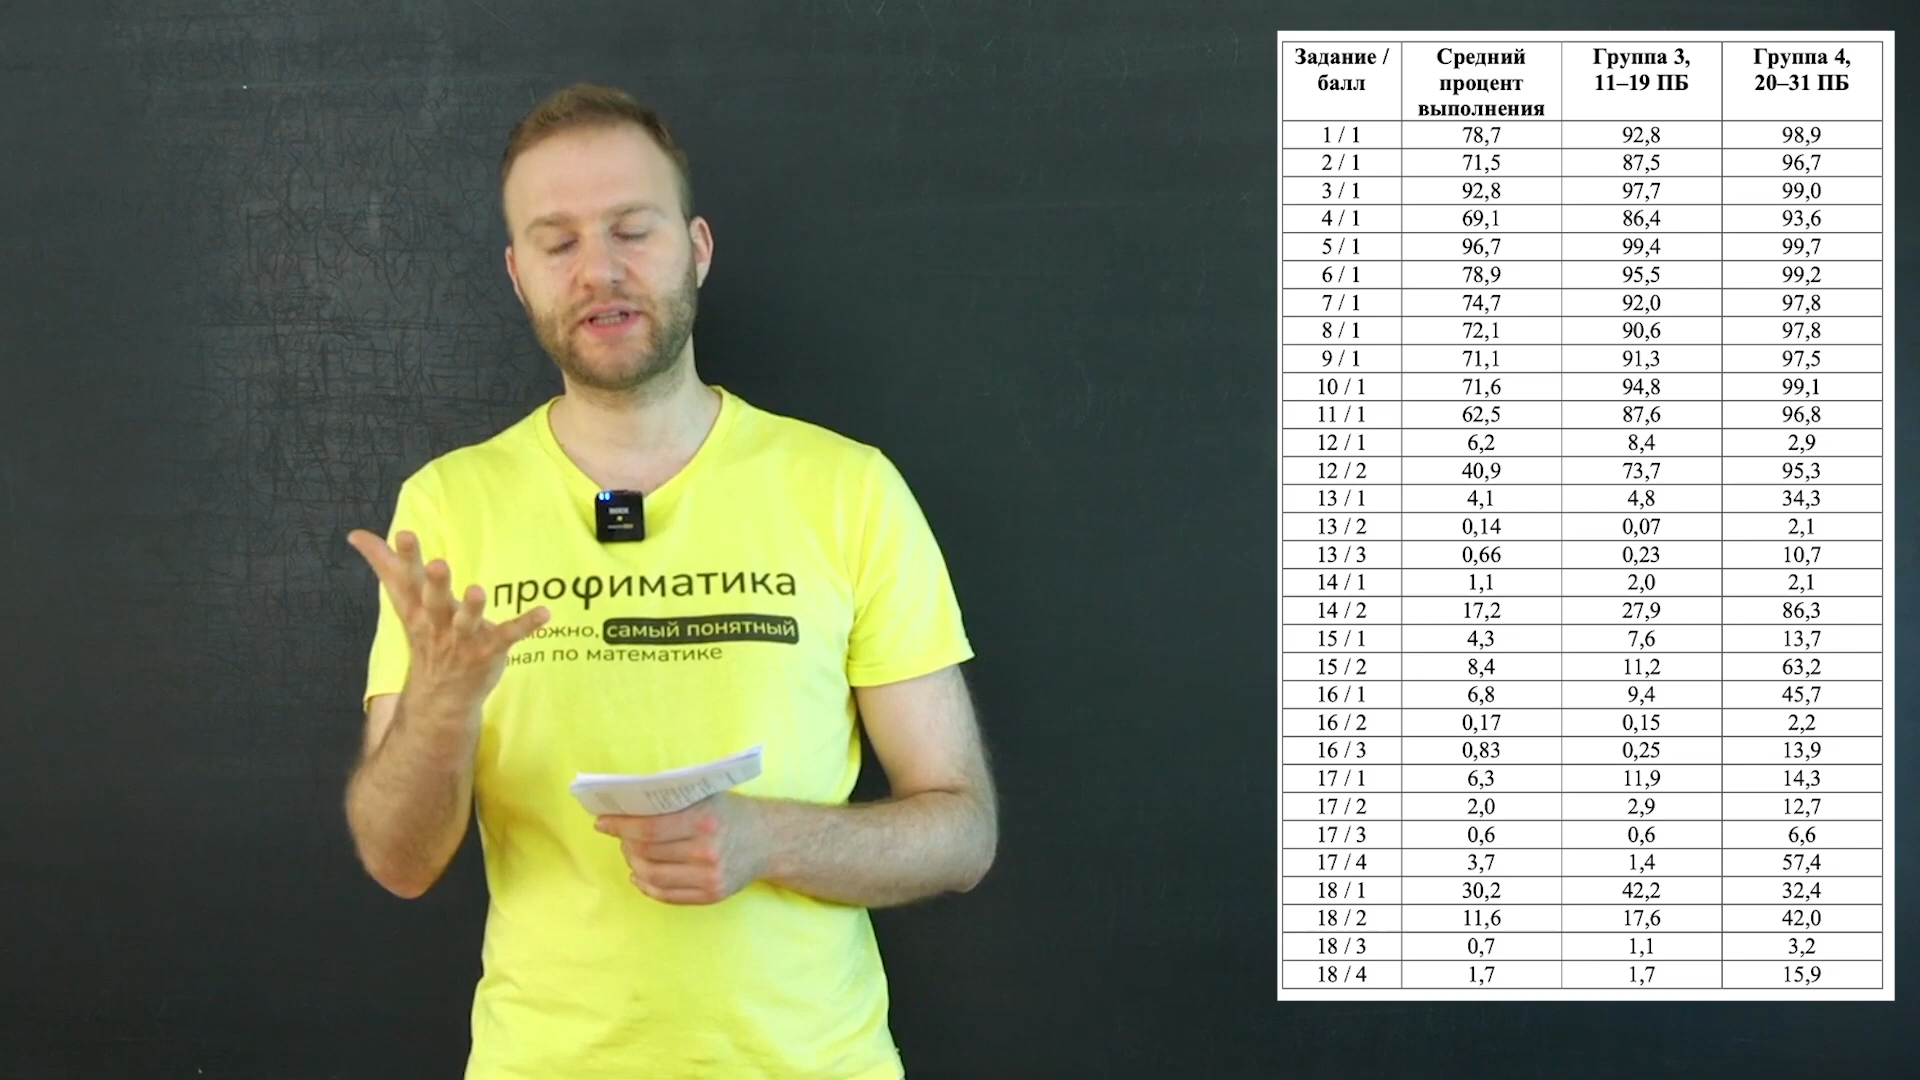 профиматика
самый понятный
по математике
Задание / балл | Средний процент выполнения | Группа 3, 11–19 ПБ | Группа 4, 20–31 ПБ
1 / 1 | 78,7 | 92,8 | 98,9
2 / 1 | 71,5 | 87,5 | 96,7
3 / 1 | 92,8 | 97,7 | 99,0
4 / 1 | 69,1 | 86,4 | 93,6
5 / 1 | 96,7 | 99,4 | 99,7
6 / 1 | 78,9 | 95,5 | 99,2
7 / 1 | 74,7 | 92,0 | 97,8
8 / 1 | 72,1 | 90,6 | 97,8
9 / 1 | 71,1 | 91,3 | 97,5
10 / 1 | 71,6 | 94,8 | 99,1
11 / 1 | 62,5 | 87,6 | 96,8
12 / 1 | 6,2 | 8,4 | 2,9
12 / 2 | 40,9 | 73,7 | 95,3
13 / 1 | 4,1 | 4,8 | 34,3
13 / 2 | 0,14 | 0,07 | 2,1
13 / 3 | 0,66 | 0,23 | 10,7
14 / 1 | 1,1 | 2,0 | 2,1
14 / 2 | 17,2 | 27,9 | 86,3
15 / 1 | 4,3 | 7,6 | 13,7
15 / 2 | 8,4 | 11,2 | 63,2
16 / 1 | 6,8 | 9,4 | 45,7
16 / 2 | 0,17 | 0,15 | 2,2
16 / 3 | 0,83 | 0,25 | 13,9
17 / 1 | 6,3 | 11,9 | 14,3
17 / 2 | 2,0 | 2,9 | 12,7
17 / 3 | 0,6 | 0,6 | 6,6
17 / 4 | 3,7 | 1,4 | 57,4
18 / 1 | 30,2 | 42,2 | 32,4
18 / 2 | 11,6 | 17,6 | 42,0
18 / 3 | 0,7 | 1,1 | 3,2
18 / 4 | 1,7 | 1,7 | 15,9